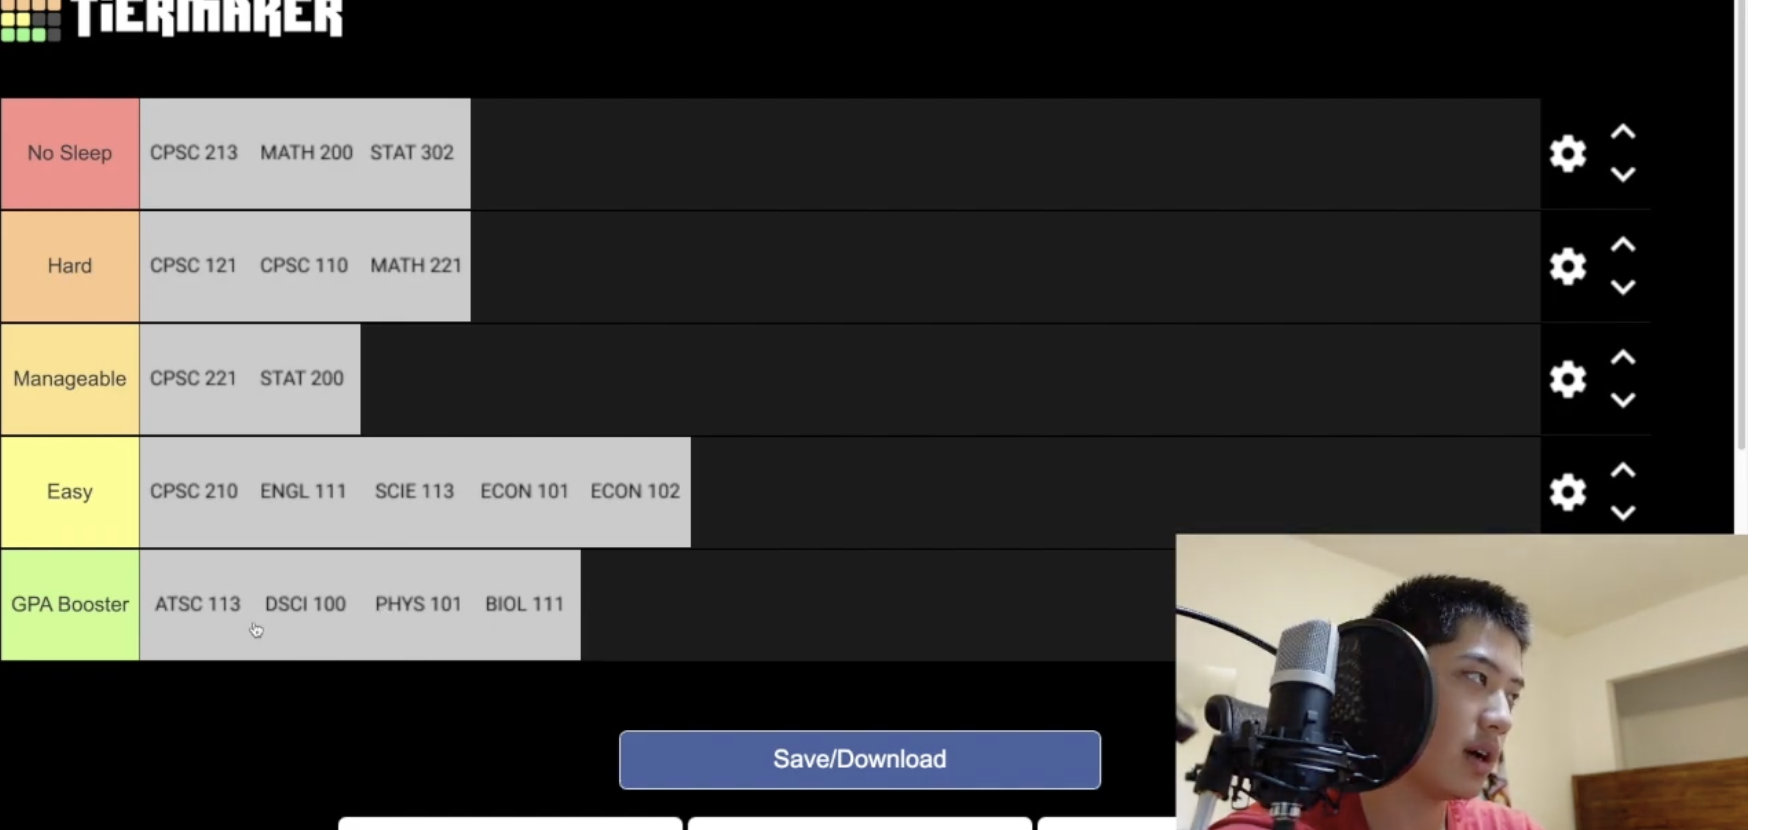 TIERMAKER
No Sleep CPSC 213 MATH 200 STAT 302
Hard CPSC 121 CPSC 110 MATH 221
Manageable CPSC 221 STAT 200
Easy CPSC 210 ENGL 111 SCIE 113 ECON 101 ECON 102
GPA Booster ATSC 113 DSCI 100 PHYS 101 BIOL 111
Save/Download